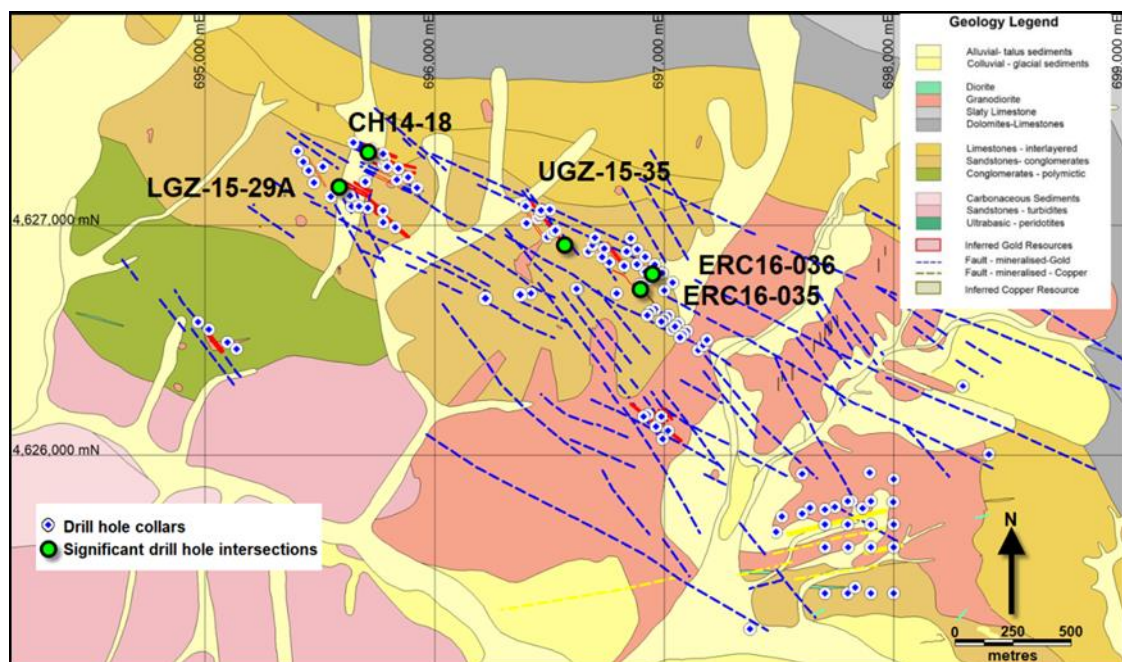 695,000 mE
696,000 mE
697,000 mE
698,000 mE
699,000 mE
Geology Legend
Alluvial- talus sediments
Colluvial - glacial sediments
Diorite
Granodiorite
Slaty Limestone
Dolomites-Limestones
Limestones - interlayered
Sandstones- conglomerates
Conglomerates - polymictic
Carbonaceous Sediments
Sandstones - turbidites
Ultrabasic - peridotites
Inferred Gold Resources
Fault - mineralised-Gold
Fault - mineralised - Copper
Inferred Copper Resource
CH14-18
LGZ-15-29A
UGZ-15-35
4,627,000 mN
ERC16-036
ERC16-035
4,626,000 mN
Drill hole collars
Significant drill hole intersections
N
0 250 500
metres